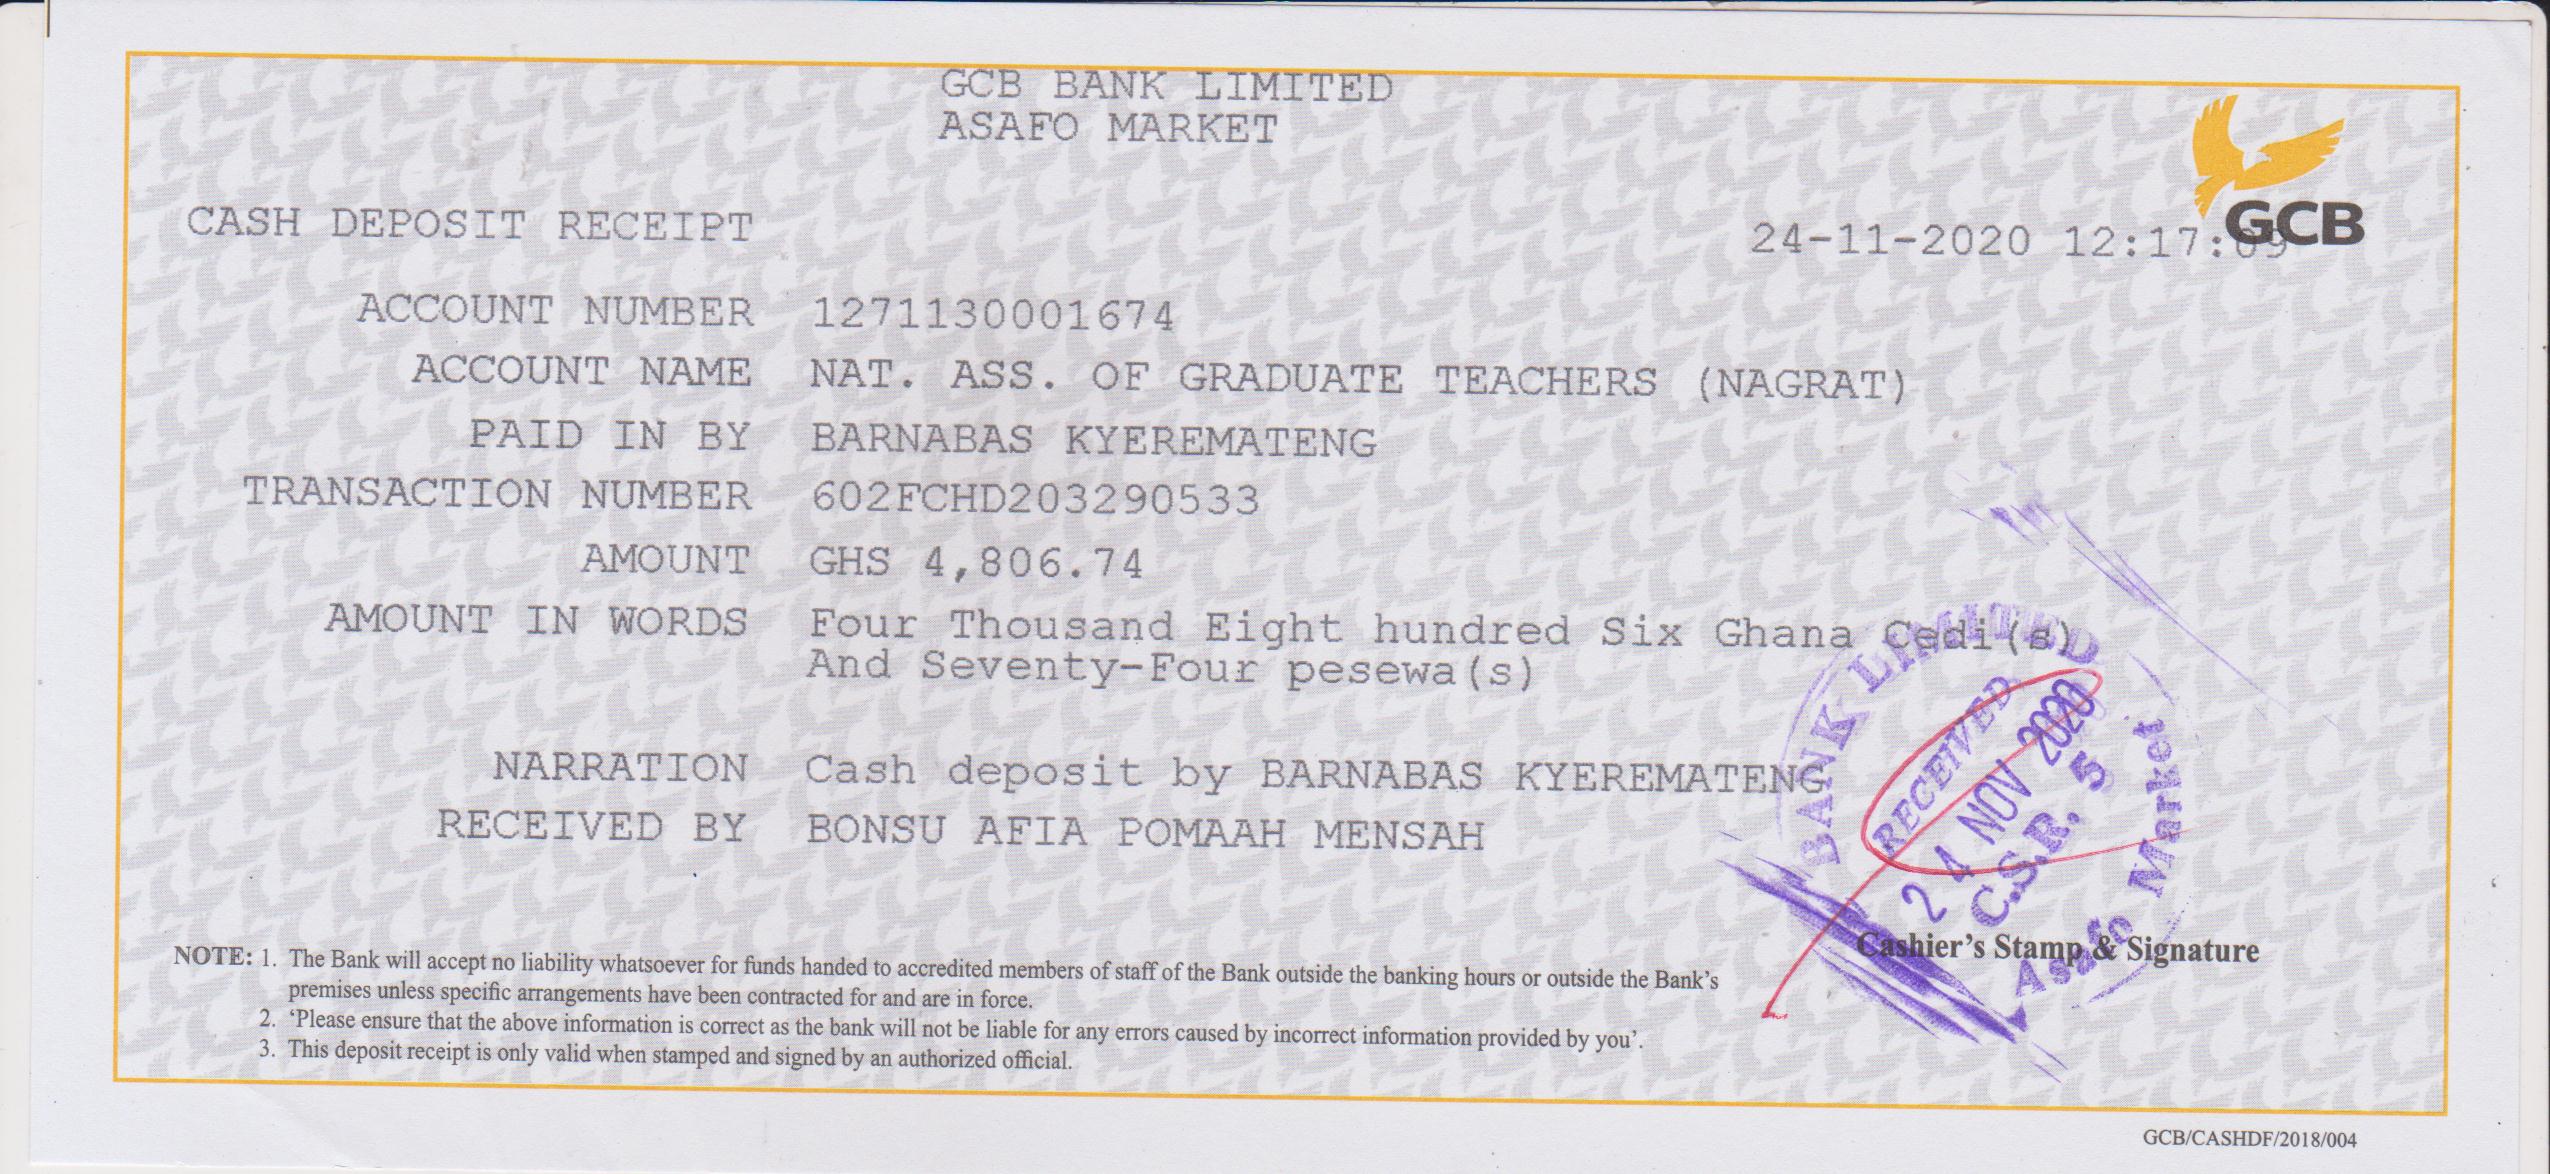 GCB BANK LIMITED
ASAFO MARKET
GCB
CASH DEPOSIT RECEIPT 24-11-2020 12:17:09
ACCOUNT NUMBER 1271130001674
ACCOUNT NAME NAT. ASS. OF GRADUATE TEACHERS (NAGRAT)
PAID IN BY BARNABAS KYEREMATENG
TRANSACTION NUMBER 602FCHD203290533
AMOUNT GHS 4,806.74
AMOUNT IN WORDS Four Thousand Eight hundred Six Ghana Cedi(s)
And Seventy-Four pesewa(s)
NARRATION Cash deposit by BARNABAS KYEREMATENG
RECEIVED BY BONSU AFIA POMAAH MENSAH
BANK LIMITED
RECEIVED
24 NOV 2020
C.S.R. 5
Asafo Market
Cashier's Stamp & Signature
NOTE: 1. The Bank will accept no liability whatsoever for funds handed to accredited members of staff of the Bank outside the banking hours or outside the Bank's
premises unless specific arrangements have been contracted for and are in force.
2. 'Please ensure that the above information is correct as the bank will not be liable for any errors caused by incorrect information provided by you'.
3. This deposit receipt is only valid when stamped and signed by an authorized official.
GCB/CASHDF/2018/004